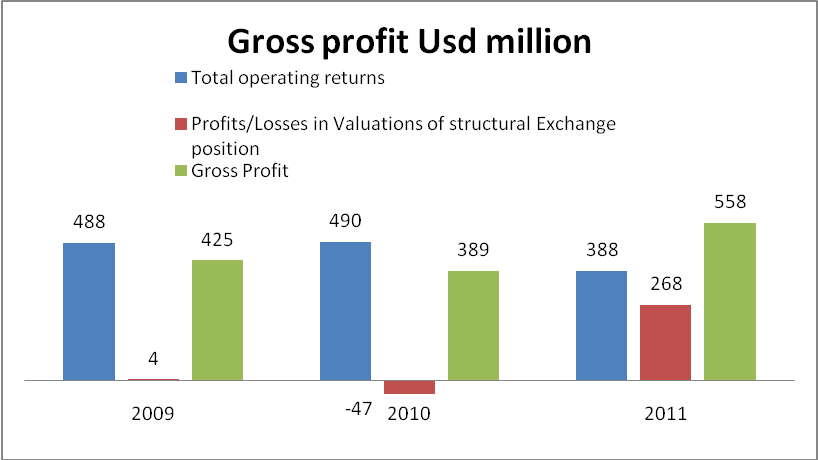 Gross profit Usd million
Total operating returns
Profits/Losses in Valuations of structural Exchange
position
Gross Profit
488
4
425
490
-47
389
388
268
558
2009
2010
2011